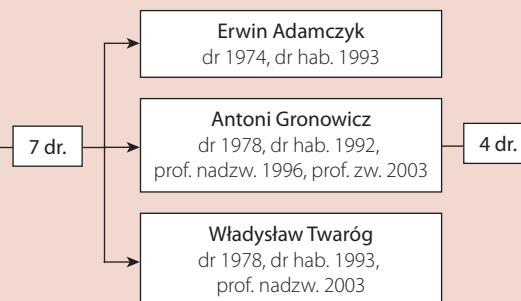 Erwin Adamczyk
dr 1974, dr hab. 1993
7 dr.
Antoni Gronowicz
dr 1978, dr hab. 1992,
prof. nadzw. 1996, prof. zw. 2003
4 dr.
Władysław Twaróg
dr 1978, dr hab. 1993,
prof. nadzw. 2003